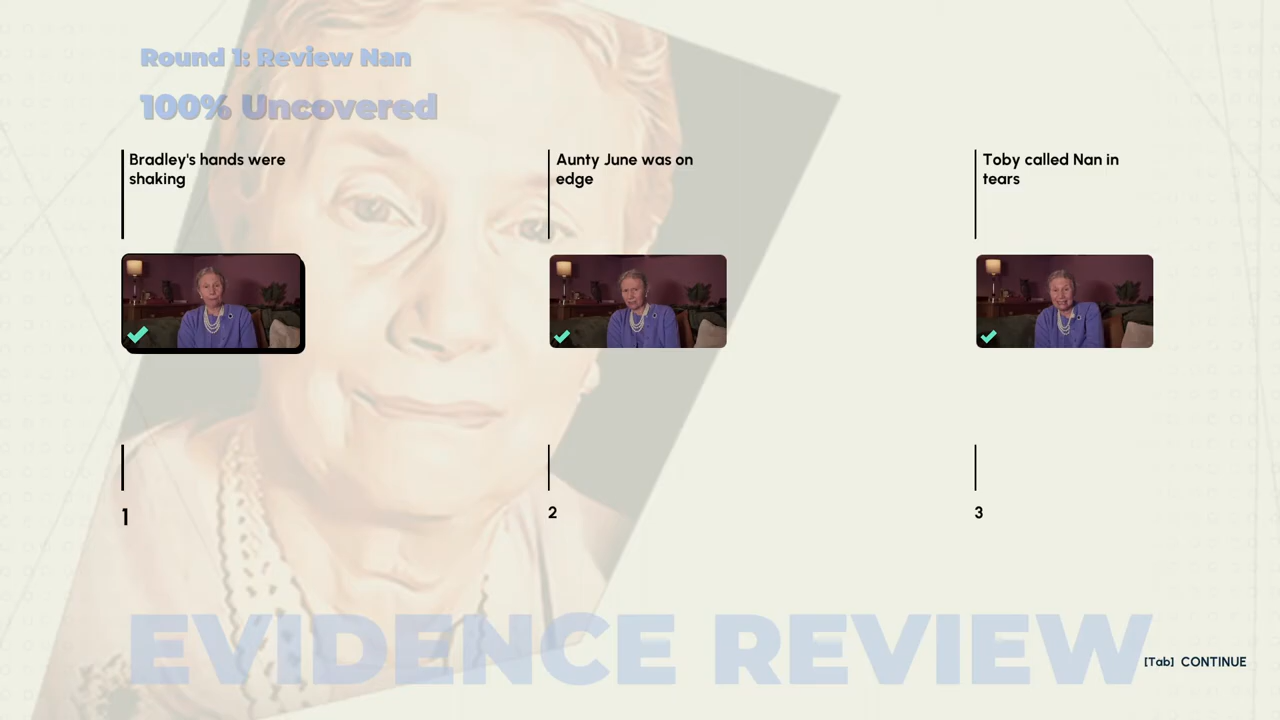 Round 1: Review Nan
100% Uncovered
Bradley's hands were
shaking
Aunty June was on
edge
Toby called Nan in
tears
1
2
3
EVIDENCE REVIEW
[Tab] CONTINUE